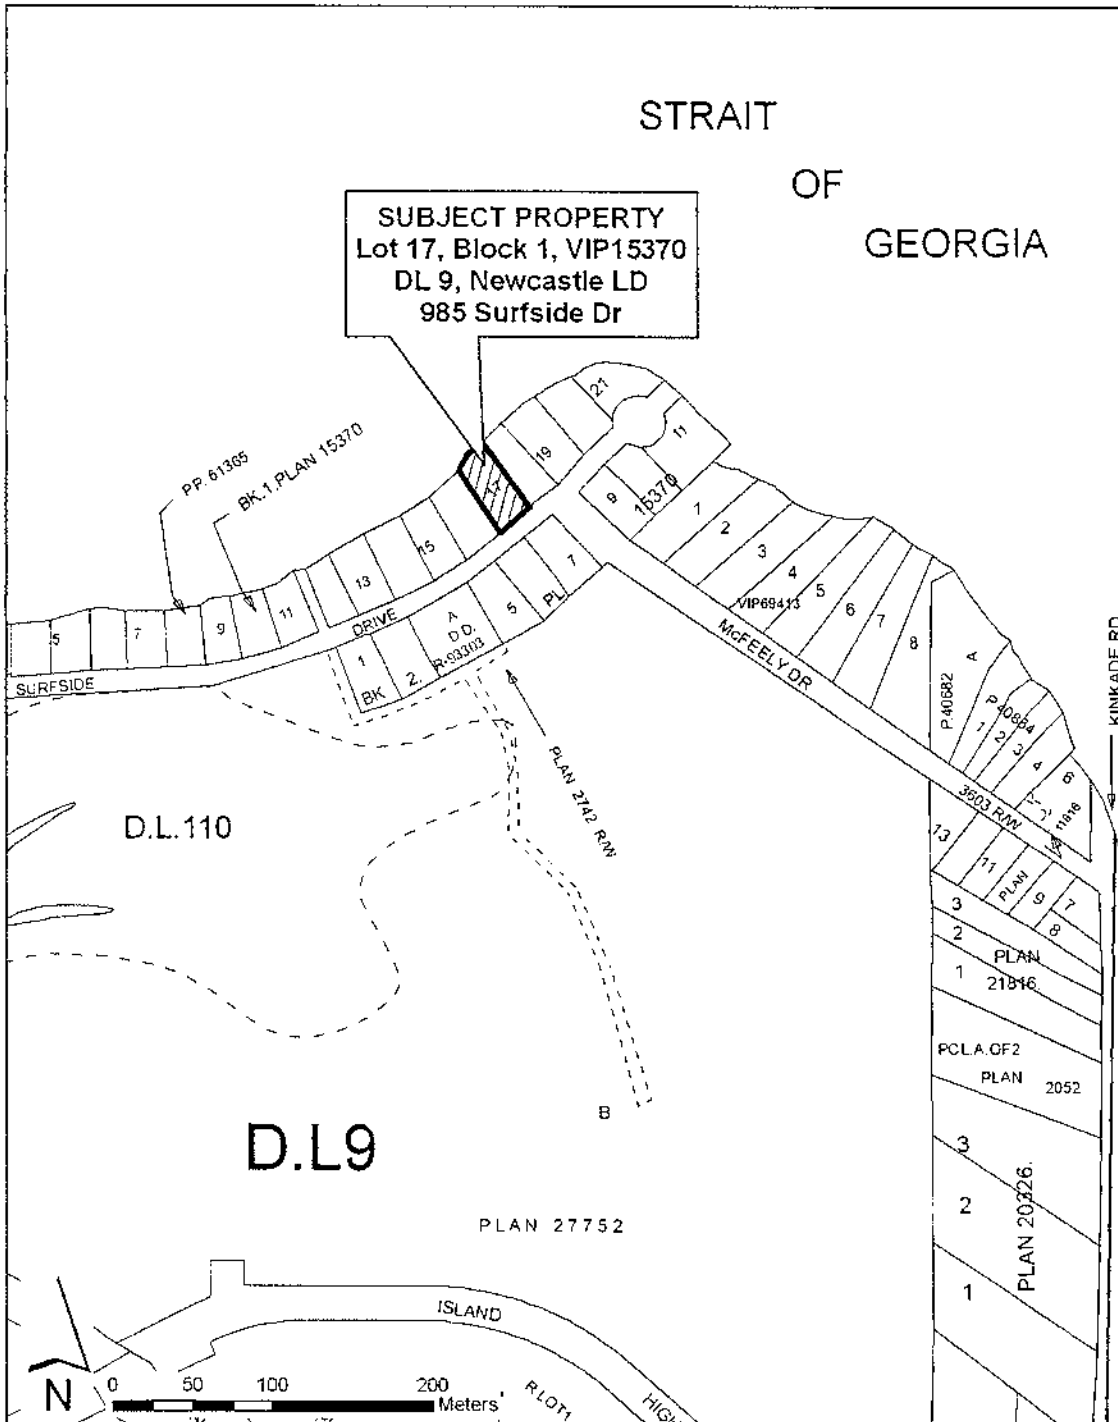 STRAIT
OF
GEORGIA
SUBJECT PROPERTY
Lot 17, Block 1, VIP15370
DL 9, Newcastle LD
985 Surfside Dr
PP. 61365
BK.1, PLAN 15370
5
7
9
11
13
15
17
19
21
11
9
15370
SURFSIDE
DRIVE
1
BK
2.
A
D D.
R-93303
5
PL
7
1
2
3
4
VIP69413
5
6
7
8
McFEELY DR
P.40682
A
P.40884
1
2
3
4
6
11816
KINKADE RD
3603 R/W
13
11
PLAN
9
7
8
PLAN 2742 R/W
D.L.110
3
2
1
PLAN
21816.
PCL.A.OF2
PLAN 2052
B
D.L9
3
2
1
PLAN 20326.
PLAN 27752
ISLAND
N
0 50 100 200
Meters
R LOT1
HIGH